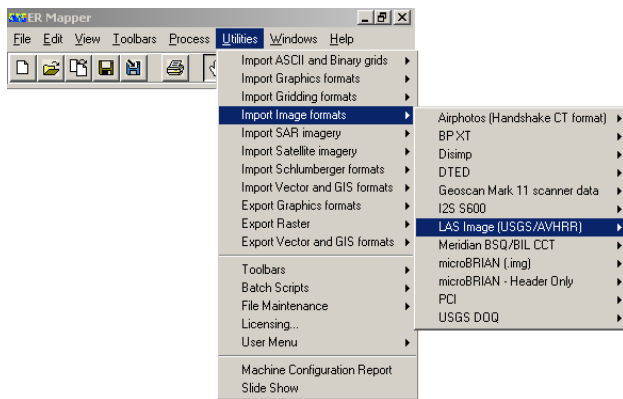 ER Mapper
File Edit View Toolbars Process Utilities Windows Help
Import ASCII and Binary grids
Import Graphics formats
Import Gridding formats
Import Image formats
Import SAR imagery
Import Satellite imagery
Import Schlumberger formats
Import Vector and GIS formats
Export Graphics formats
Export Raster
Export Vector and GIS formats
Toolbars
Batch Scripts
File Maintenance
Licensing...
User Menu
Machine Configuration Report
Slide Show
Airphotos (Handshake CT format)
BP XT
Disimp
DTED
Geoscan Mark 11 scanner data
I2S S600
LAS Image (USGS/AVHRR)
Meridian BSQ/BIL CCT
microBRIAN (.img)
microBRIAN - Header Only
PCI
USGS DOQ